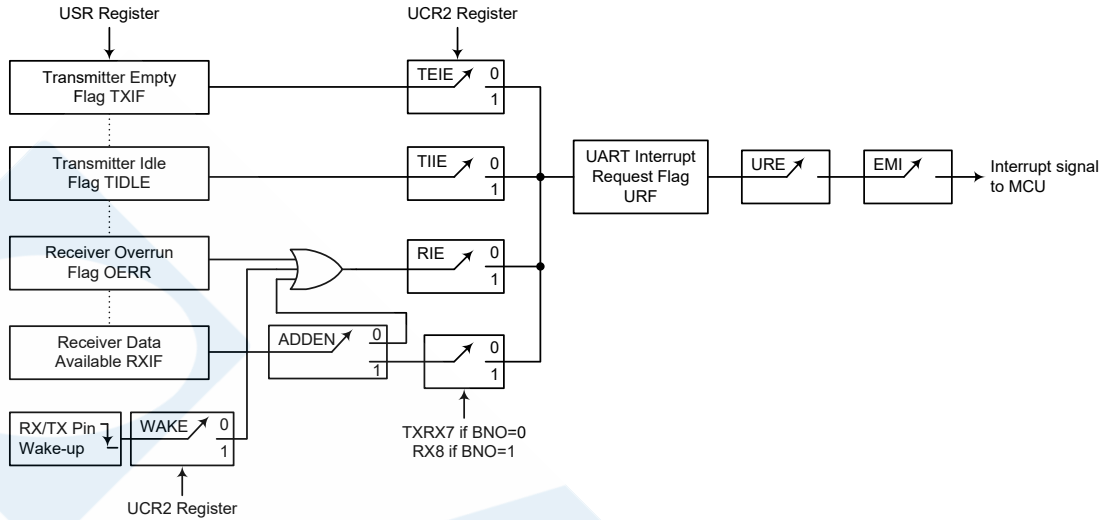 USR Register
UCR2 Register
Transmitter Empty
Flag TXIF
TEIE
0
1
Transmitter Idle
Flag TIDLE
TIIE
0
1
UART Interrupt
Request Flag
URF
URE
EMI
Interrupt signal
to MCU
Receiver Overrun
Flag OERR
RIE
0
1
Receiver Data
Available RXIF
ADDEN
0
1
0
1
RX/TX Pin
Wake-up
WAKE
0
1
TXRX7 if BNO=0
RX8 if BNO=1
UCR2 Register